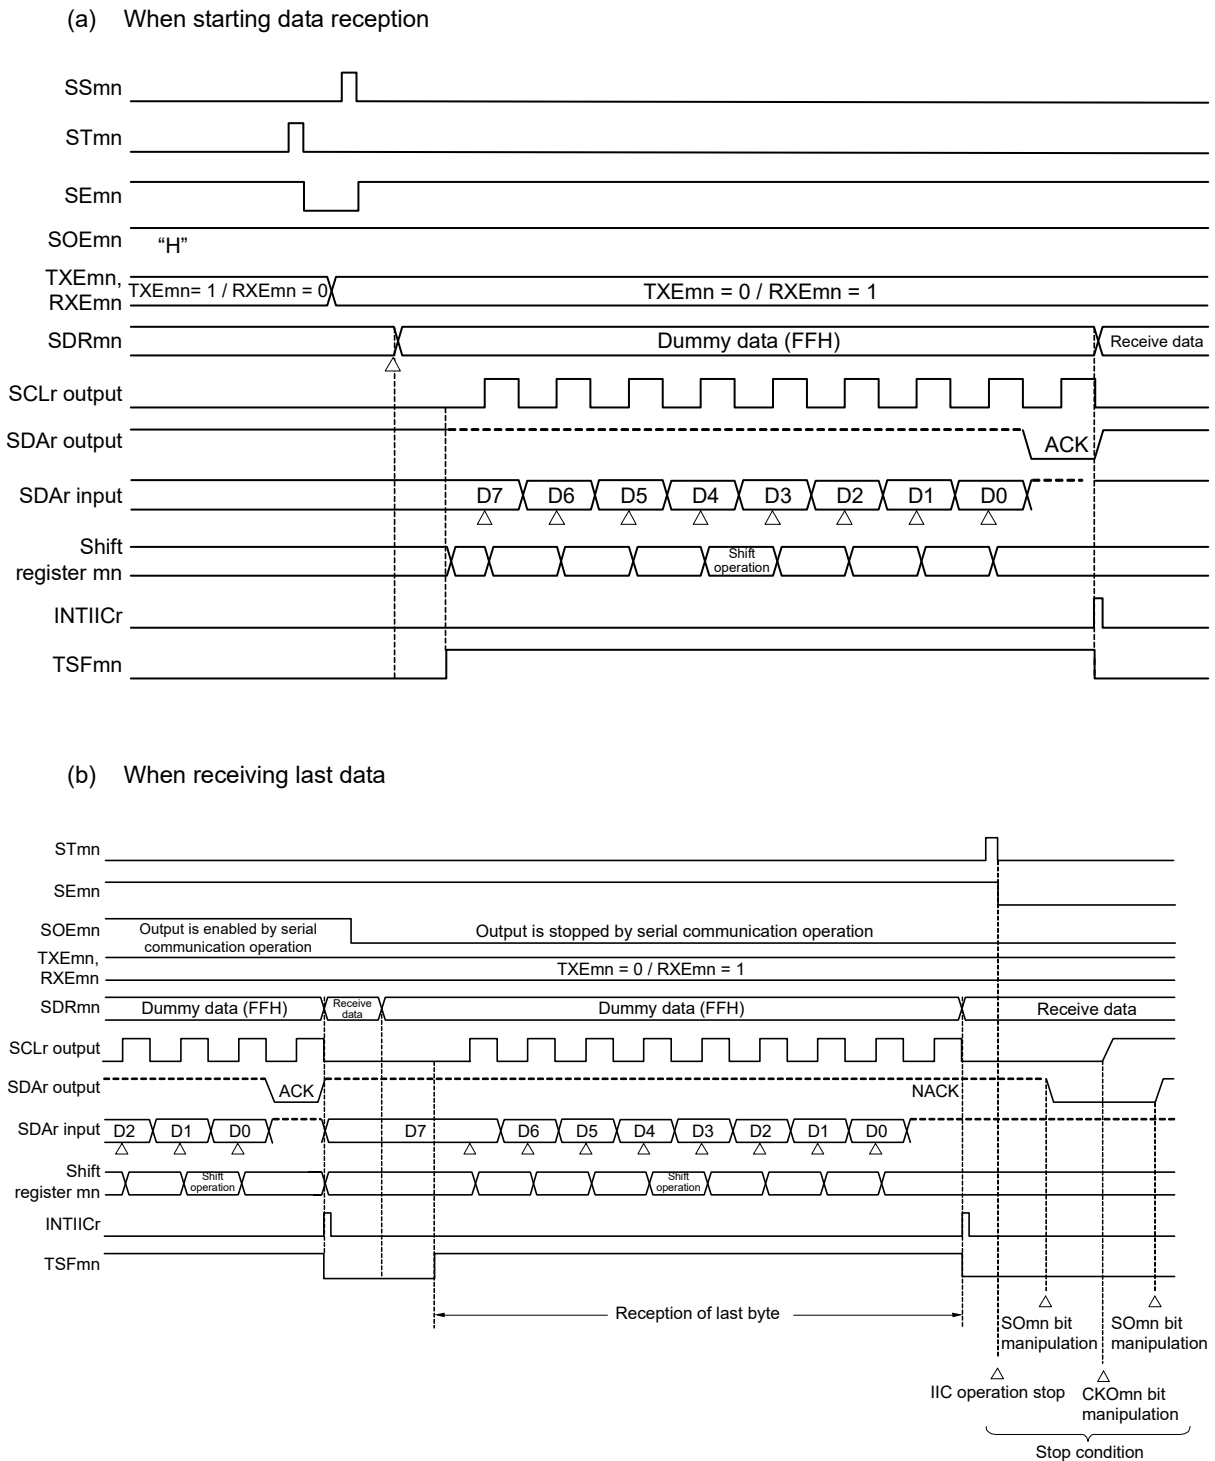 (a) When starting data reception
SSmn
STmn
SEmn
SOEmn “H”
TXEmn,
RXEmn TXEmn= 1 / RXEmn = 0 TXEmn = 0 / RXEmn = 1
SDRmn Dummy data (FFH) Receive data
SCLr output
SDAr output ACK
SDAr input D7 D6 D5 D4 D3 D2 D1 D0
Shift
register mn Shift
operation
INTIICr
TSFmn
(b) When receiving last data
STmn
SEmn
SOEmn Output is enabled by serial
communication operation Output is stopped by serial communication operation
TXEmn,
RXEmn TXEmn = 0 / RXEmn = 1
SDRmn Dummy data (FFH) Receive
data Dummy data (FFH) Receive data
SCLr output
SDAr output ACK NACK
SDAr input D2 D1 D0 D7 D6 D5 D4 D3 D2 D1 D0
Shift
register mn Shift
operation Shift
operation
INTIICr
TSFmn
Reception of last byte
SOmn bit
manipulation
SOmn bit
manipulation
IIC operation stop
CKOmn bit
manipulation
Stop condition